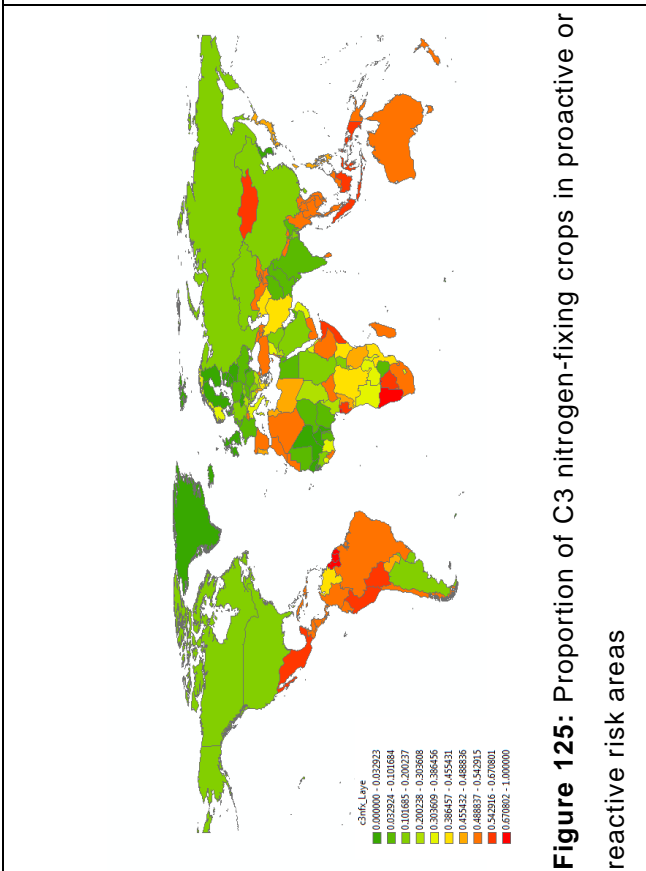 c3nfx_Laye
0.000000 - 0.032923
0.032924 - 0.101684
0.101685 - 0.200237
0.200238 - 0.303608
0.303609 - 0.386456
0.386457 - 0.455431
0.455432 - 0.488836
0.488837 - 0.542915
0.542916 - 0.670801
0.670802 - 1.000000
Figure 125: Proportion of C3 nitrogen-fixing crops in proactive or
reactive risk areas